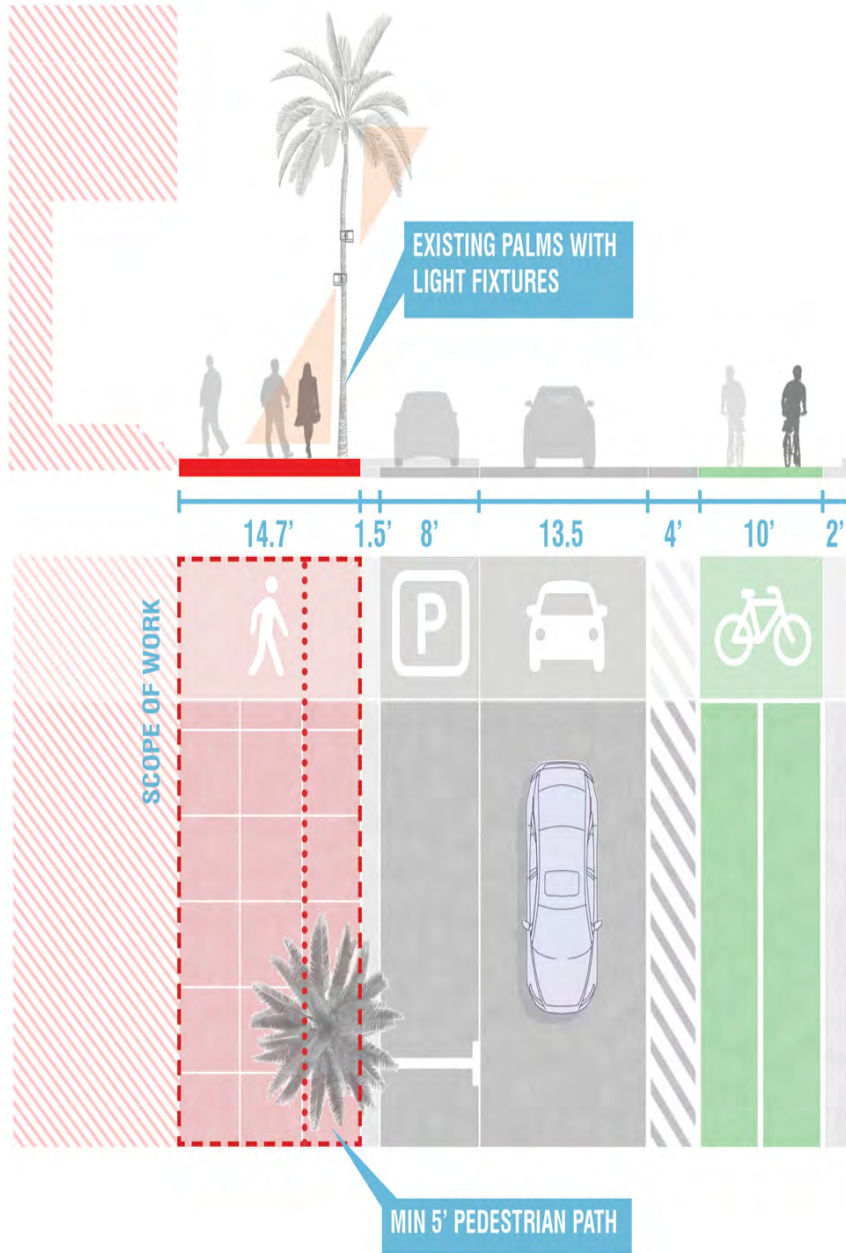 EXISTING PALMS WITH
LIGHT FIXTURES
14.7’
1.5’
8’
13.5
4’
10’
2’
P
SCOPE OF WORK
MIN 5’ PEDESTRIAN PATH